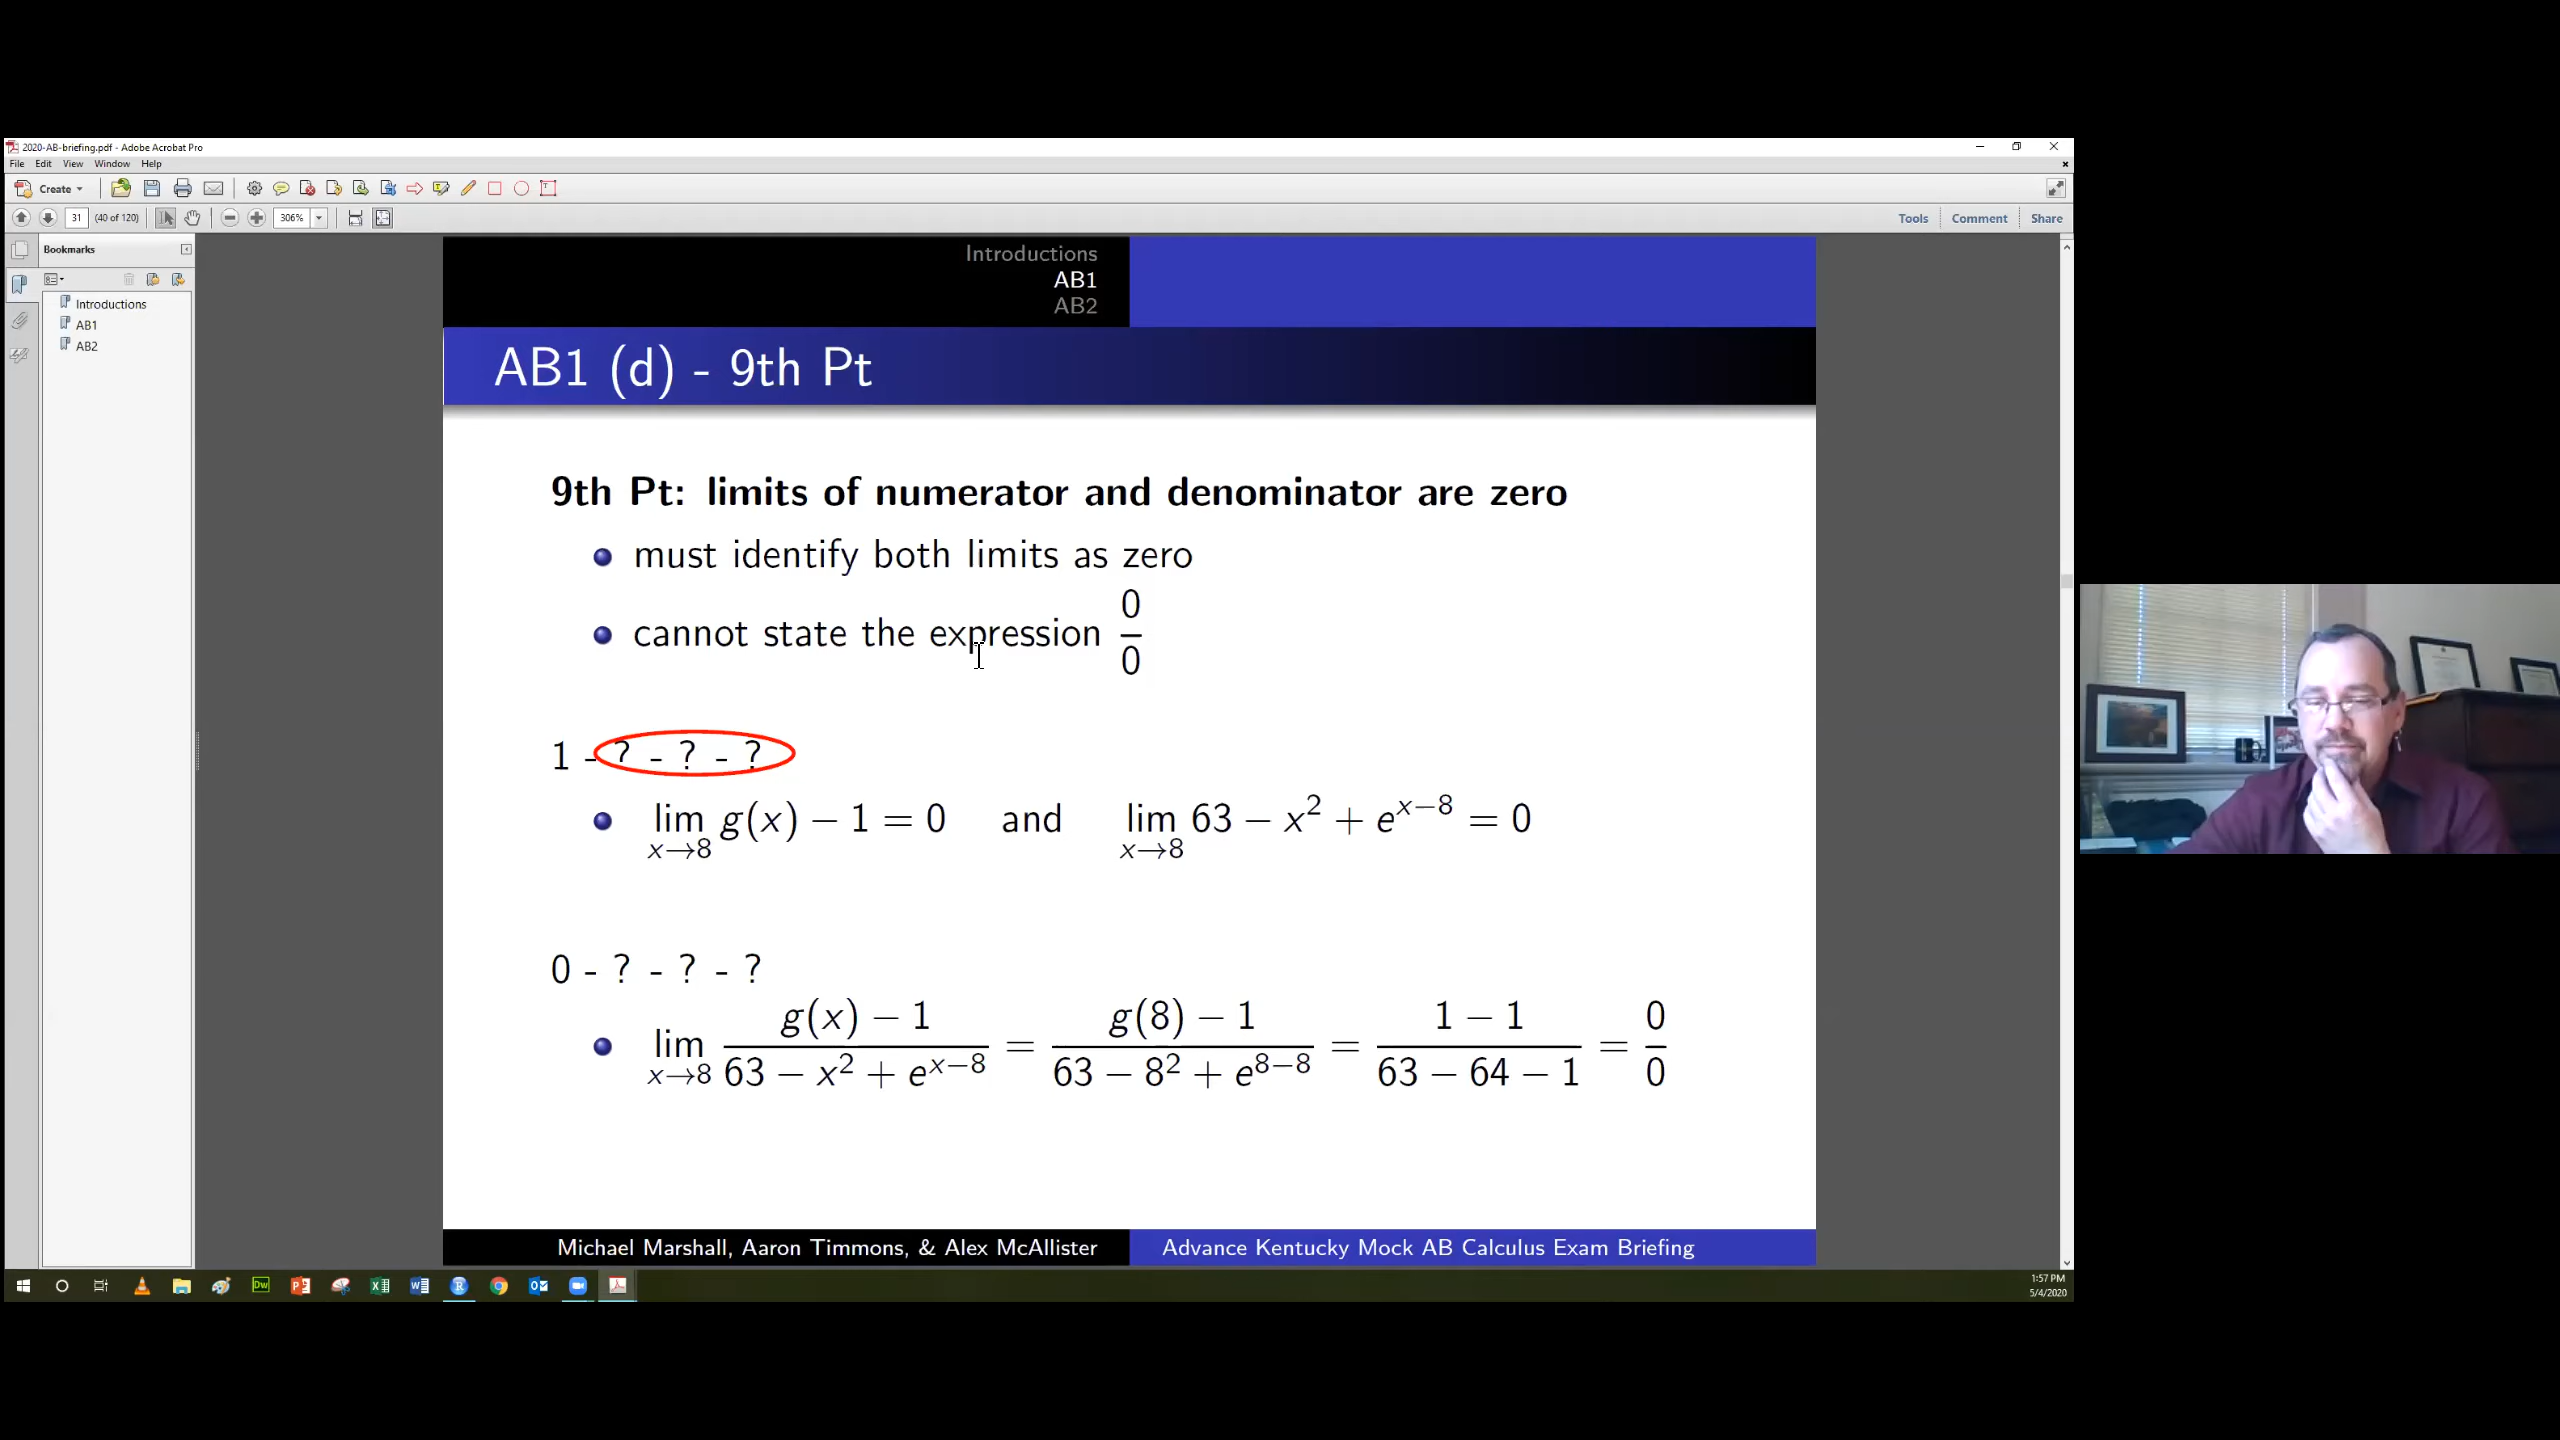 2020-AB-briefing.pdf - Adobe Acrobat Pro
File Edit View Window Help
Create
31 (40 of 120) 306% Tools Comment Share
Bookmarks
Introductions
AB1
AB2
Introductions
AB1
AB2
AB1 (d) - 9th Pt
9th Pt: limits of numerator and denominator are zero
must identify both limits as zero
cannot state the expression 0/0
1 - ? - ? - ?
lim x→8 g(x) − 1 = 0 and lim x→8 63 − x² + e^(x−8) = 0
0 - ? - ? - ?
lim x→8 (g(x) − 1)/(63 − x² + e^(x−8)) = (g(8) − 1)/(63 − 8² + e^(8−8)) = (1 − 1)/(63 − 64 − 1) = 0/0
Michael Marshall, Aaron Timmons, & Alex McAllister Advance Kentucky Mock AB Calculus Exam Briefing
1:57 PM
5/4/2020